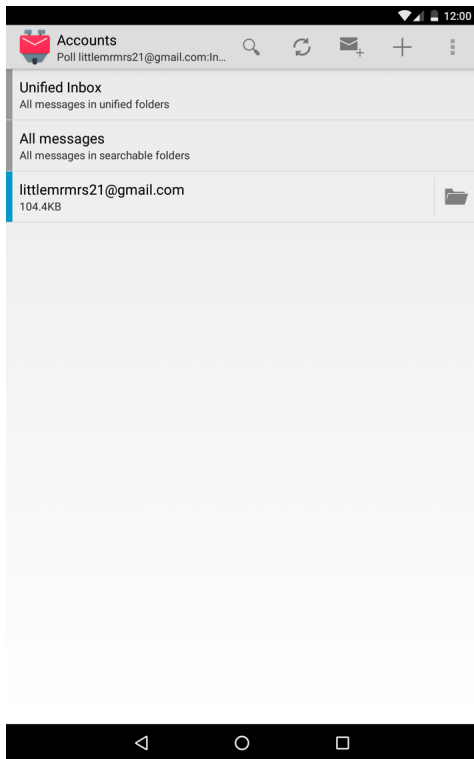 12:00
Accounts
Poll littlemrmrs21@gmail.com:In...
Unified Inbox
All messages in unified folders
All messages
All messages in searchable folders
littlemrmrs21@gmail.com
104.4KB